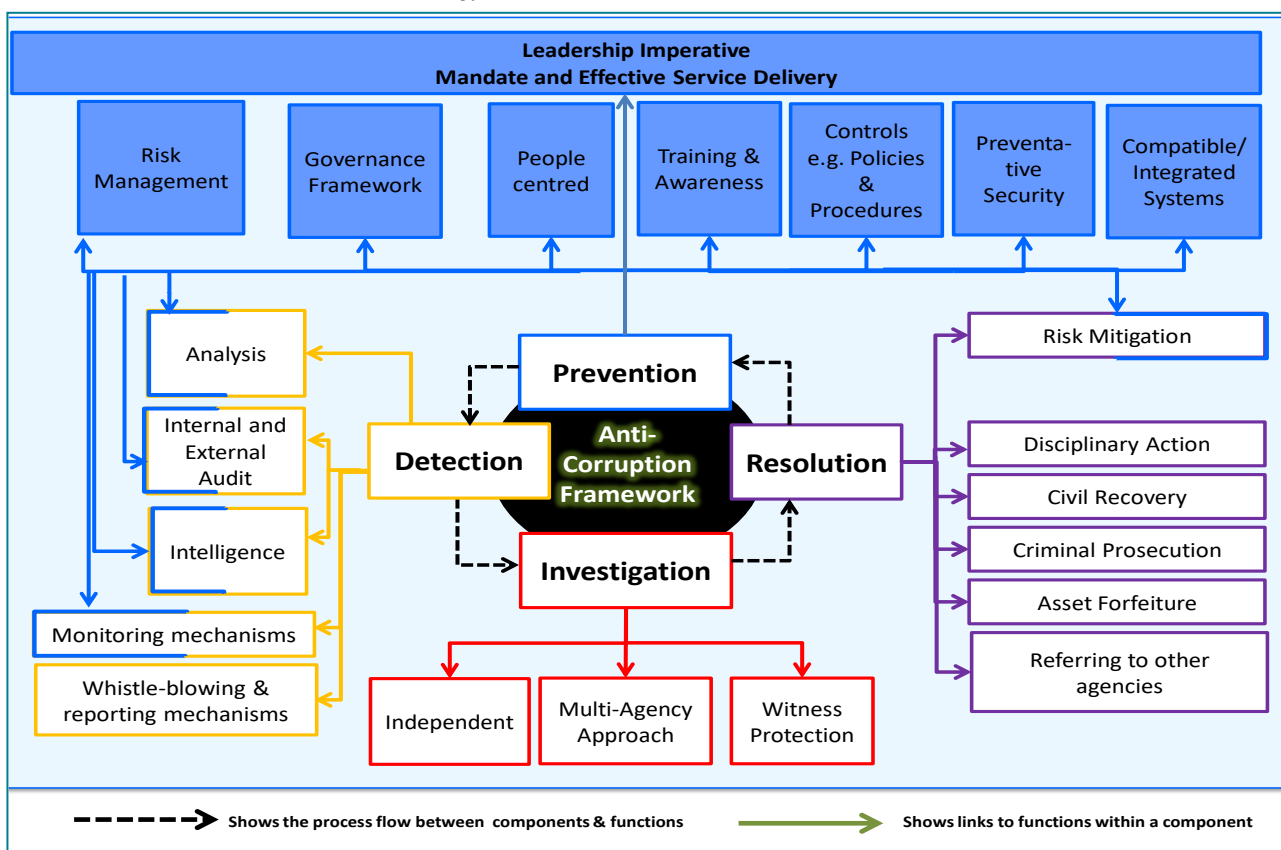 Leadership Imperative
Mandate and Effective Service Delivery
Risk
Management
Governance
Framework
People
centred
Training &
Awareness
Controls
e.g. Policies
&
Procedures
Preventa-
tive
Security
Compatible/
Integrated
Systems
Analysis
Internal and
External
Audit
Intelligence
Monitoring mechanisms
Whistle-blowing &
reporting mechanisms
Prevention
Detection
Anti-
Corruption
Framework
Resolution
Investigation
Independent
Multi-Agency
Approach
Witness
Protection
Risk Mitigation
Disciplinary Action
Civil Recovery
Criminal Prosecution
Asset Forfeiture
Referring to other
agencies
Shows the process flow between components & functions
Shows links to functions within a component